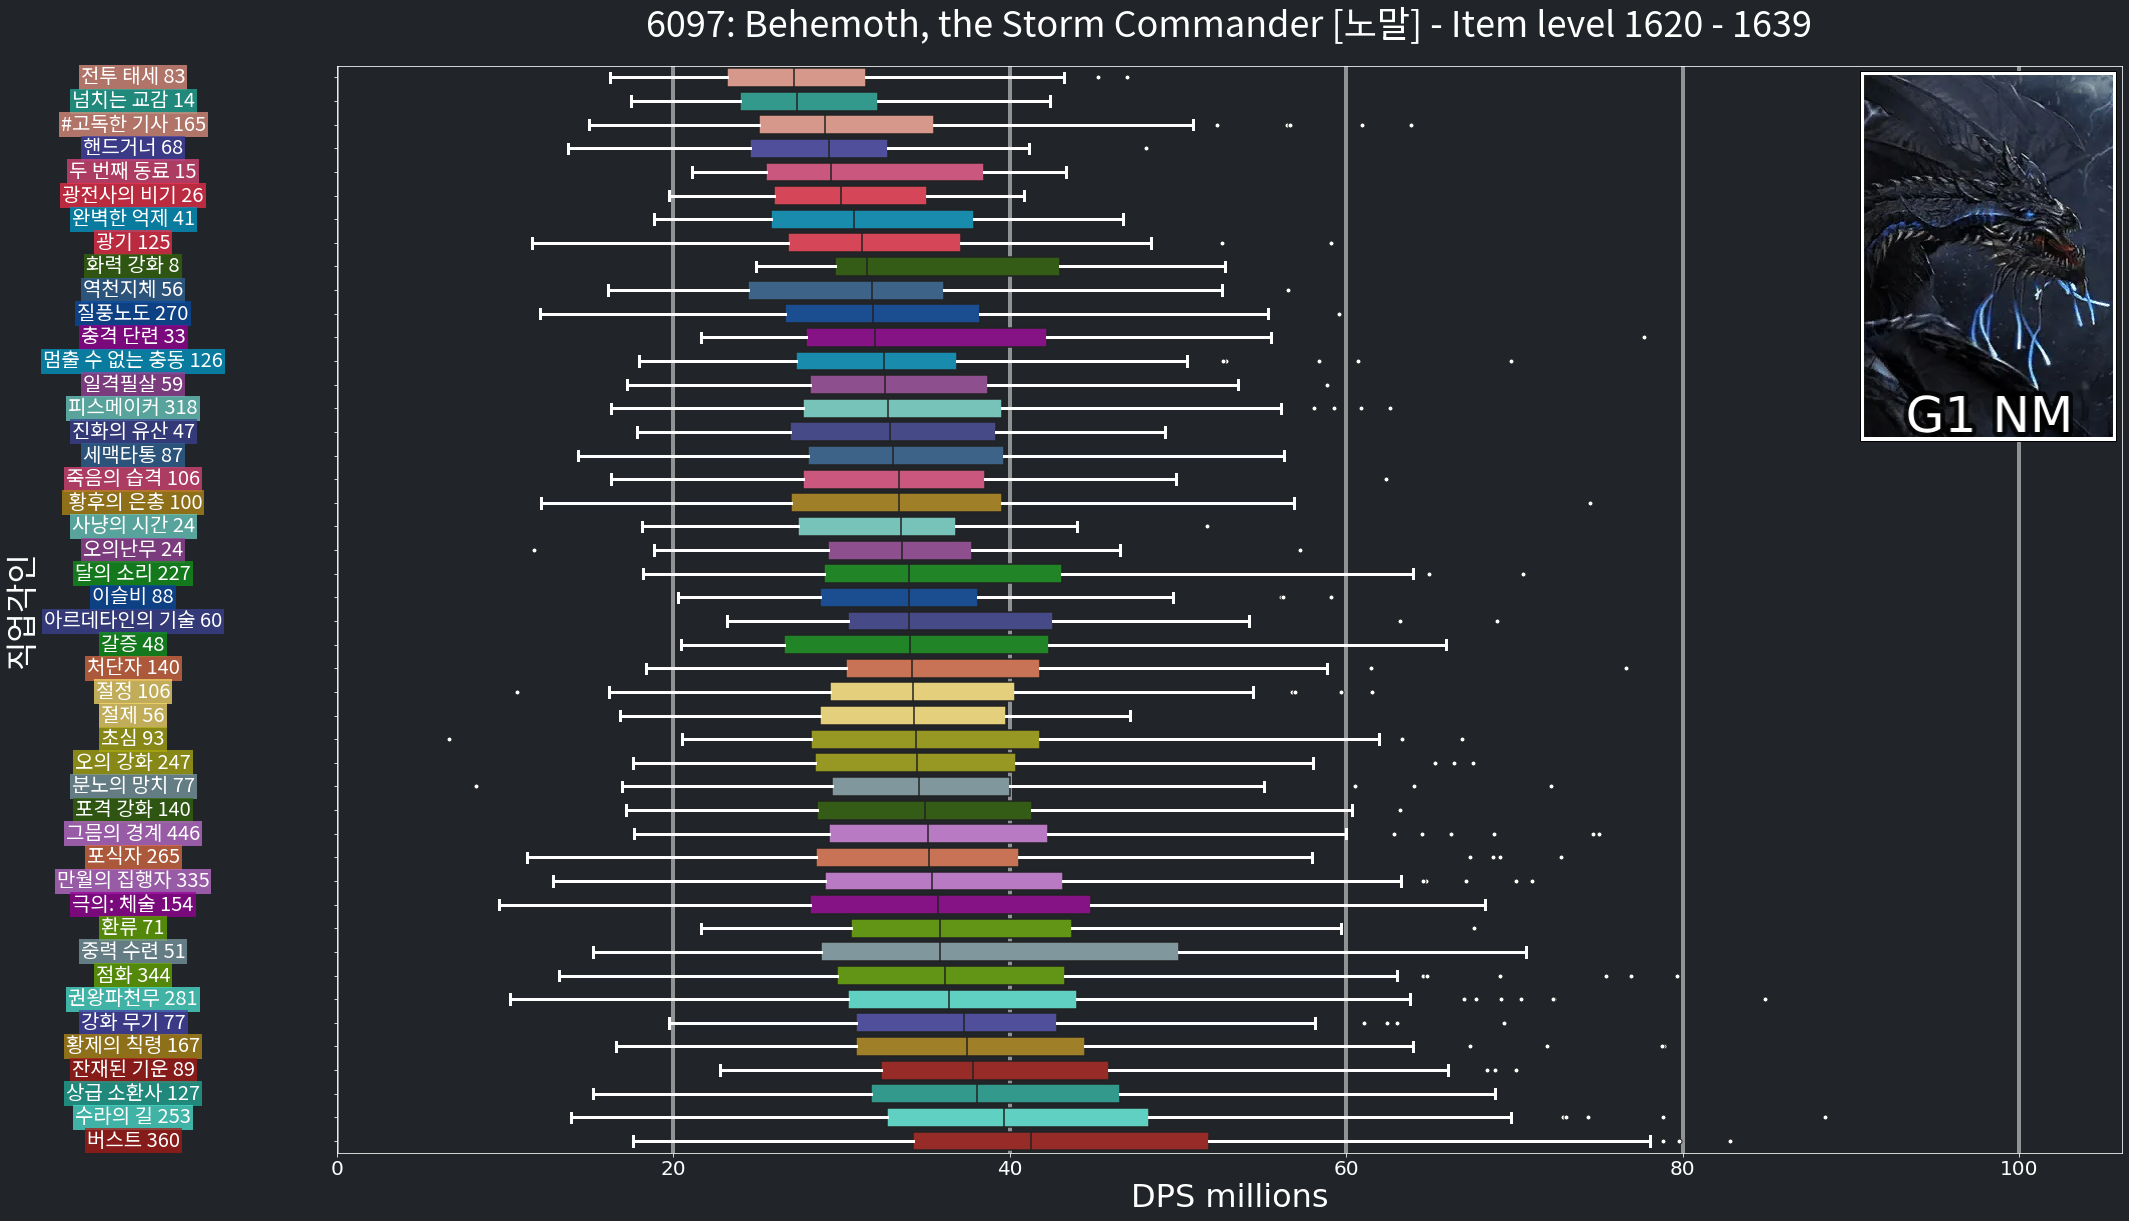 6097: Behemoth, the Storm Commander [노말] - Item level 1620 - 1639
직업각인
전투 태세 83
넘치는 교감 14
#고독한 기사 165
핸드거너 68
두 번째 동료 15
광전사의 비기 26
완벽한 억제 41
광기 125
화력 강화 8
역천지체 56
질풍노도 270
충격 단련 33
멈출 수 없는 충동 126
일격필살 59
피스메이커 318
진화의 유산 47
세맥타통 87
죽음의 습격 106
황후의 은총 100
사냥의 시간 24
오의난무 24
달의 소리 227
이슬비 88
아르데타인의 기술 60
갈증 48
처단자 140
절정 106
절제 56
초심 93
오의 강화 247
분노의 망치 77
포격 강화 140
그믐의 경계 446
포식자 265
만월의 집행자 335
극의: 체술 154
환류 71
중력 수련 51
점화 344
권왕파천무 281
강화 무기 77
황제의 칙령 167
잔재된 기운 89
상급 소환사 127
수라의 길 253
버스트 360
G1 NM
0 20 40 60 80 100
DPS millions